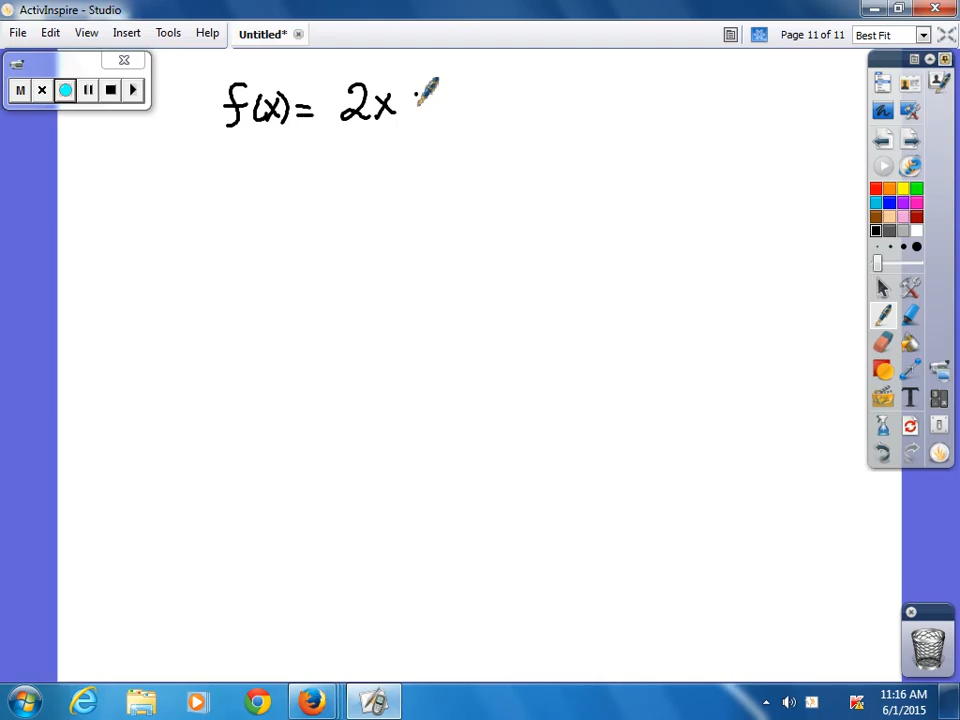 ActivInspire - Studio
File Edit View Insert Tools Help Untitled* Page 11 of 11 Best Fit
M
f(x)= 2x
T
11:16 AM
6/1/2015